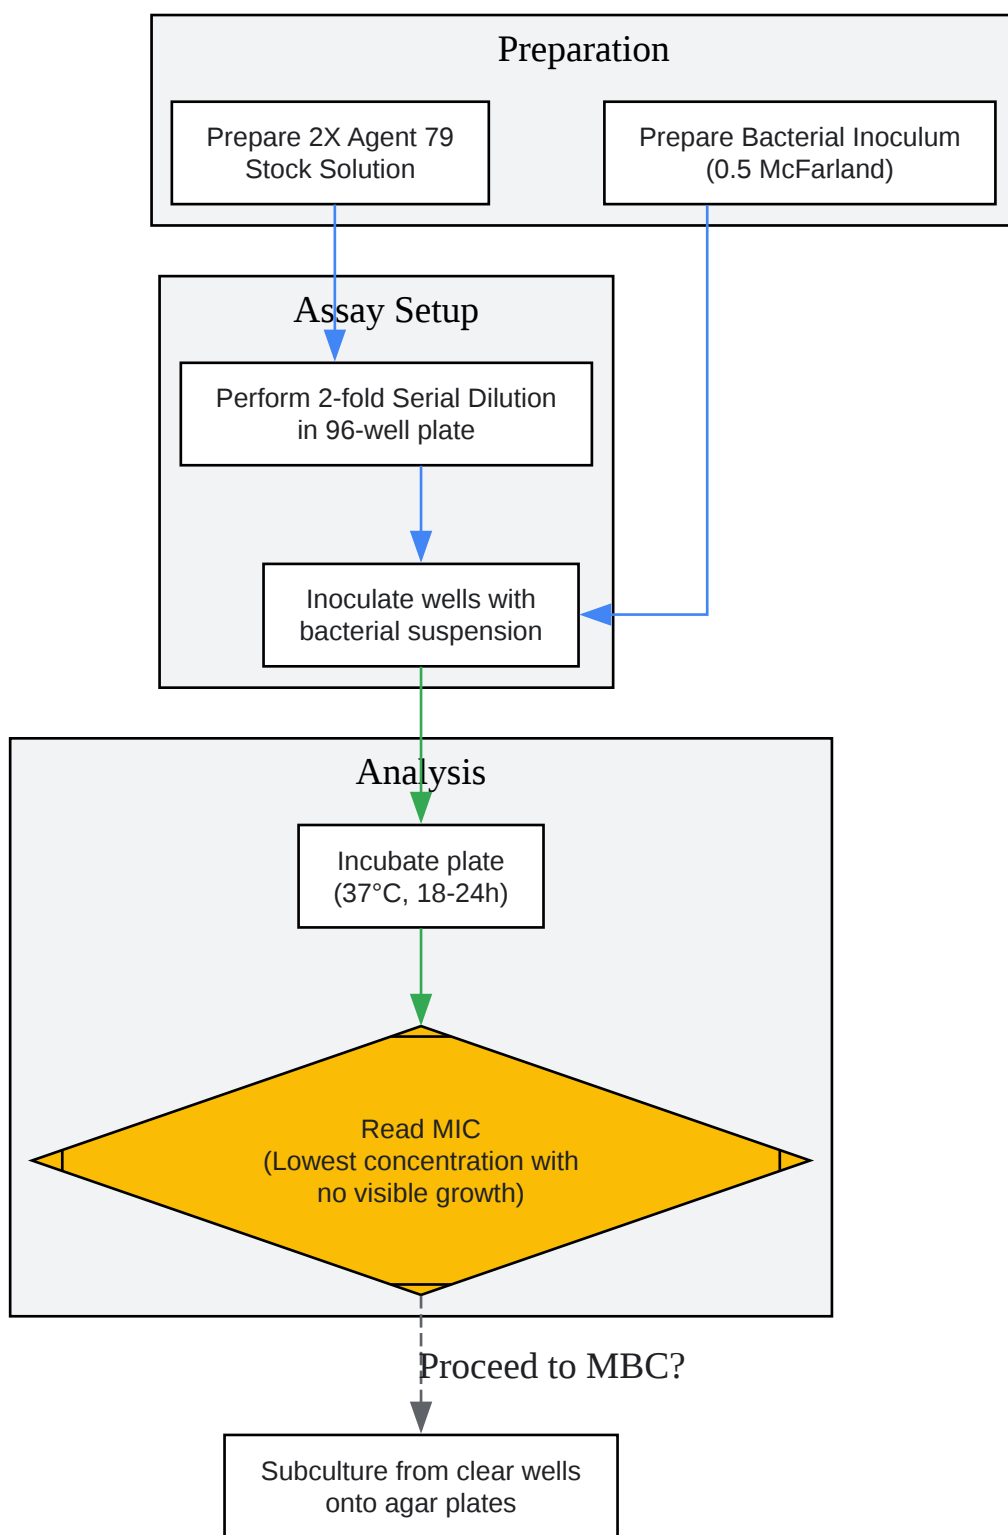 Preparation
Prepare 2X Agent 79
Stock Solution
Prepare Bacterial Inoculum
(0.5 McFarland)
Assay Setup
Perform 2-fold Serial Dilution
in 96-well plate
Inoculate wells with
bacterial suspension
Analysis
Incubate plate
(37°C, 18-24h)
Read MIC
(Lowest concentration with
no visible growth)
Proceed to MBC?
Subculture from clear wells
onto agar plates